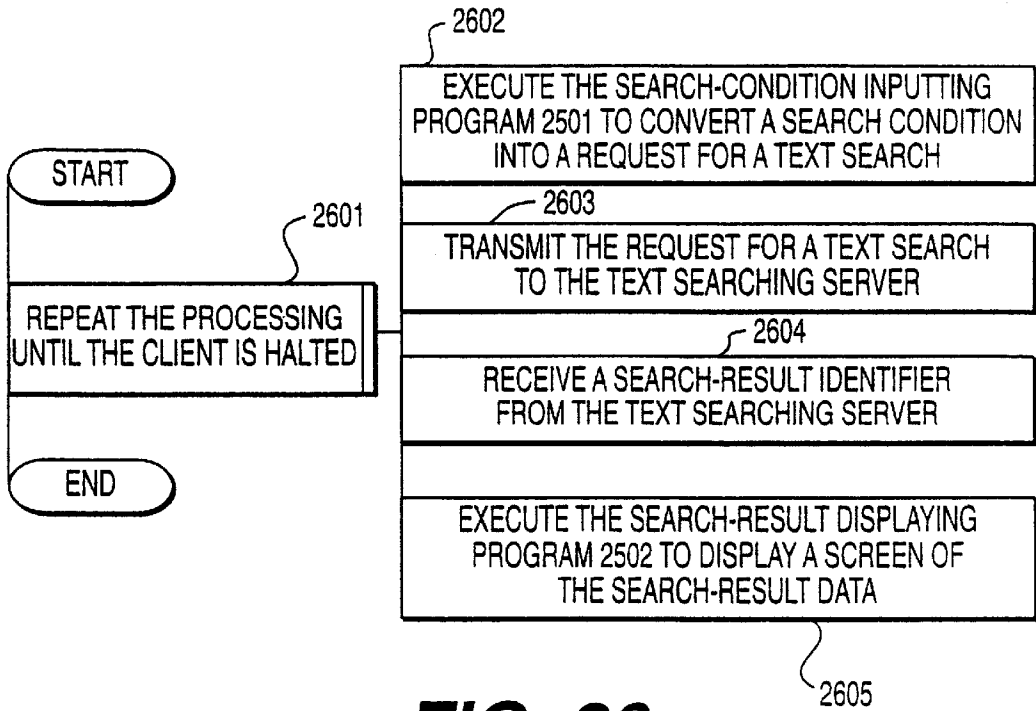 2602
EXECUTE THE SEARCH-CONDITION INPUTTING
PROGRAM 2501 TO CONVERT A SEARCH CONDITION
INTO A REQUEST FOR A TEXT SEARCH
START
2601
REPEAT THE PROCESSING
UNTIL THE CLIENT IS HALTED
2603
TRANSMIT THE REQUEST FOR A TEXT SEARCH
TO THE TEXT SEARCHING SERVER
2604
RECEIVE A SEARCH-RESULT IDENTIFIER
FROM THE TEXT SEARCHING SERVER
END
EXECUTE THE SEARCH-RESULT DISPLAYING
PROGRAM 2502 TO DISPLAY A SCREEN OF
THE SEARCH-RESULT DATA
2605